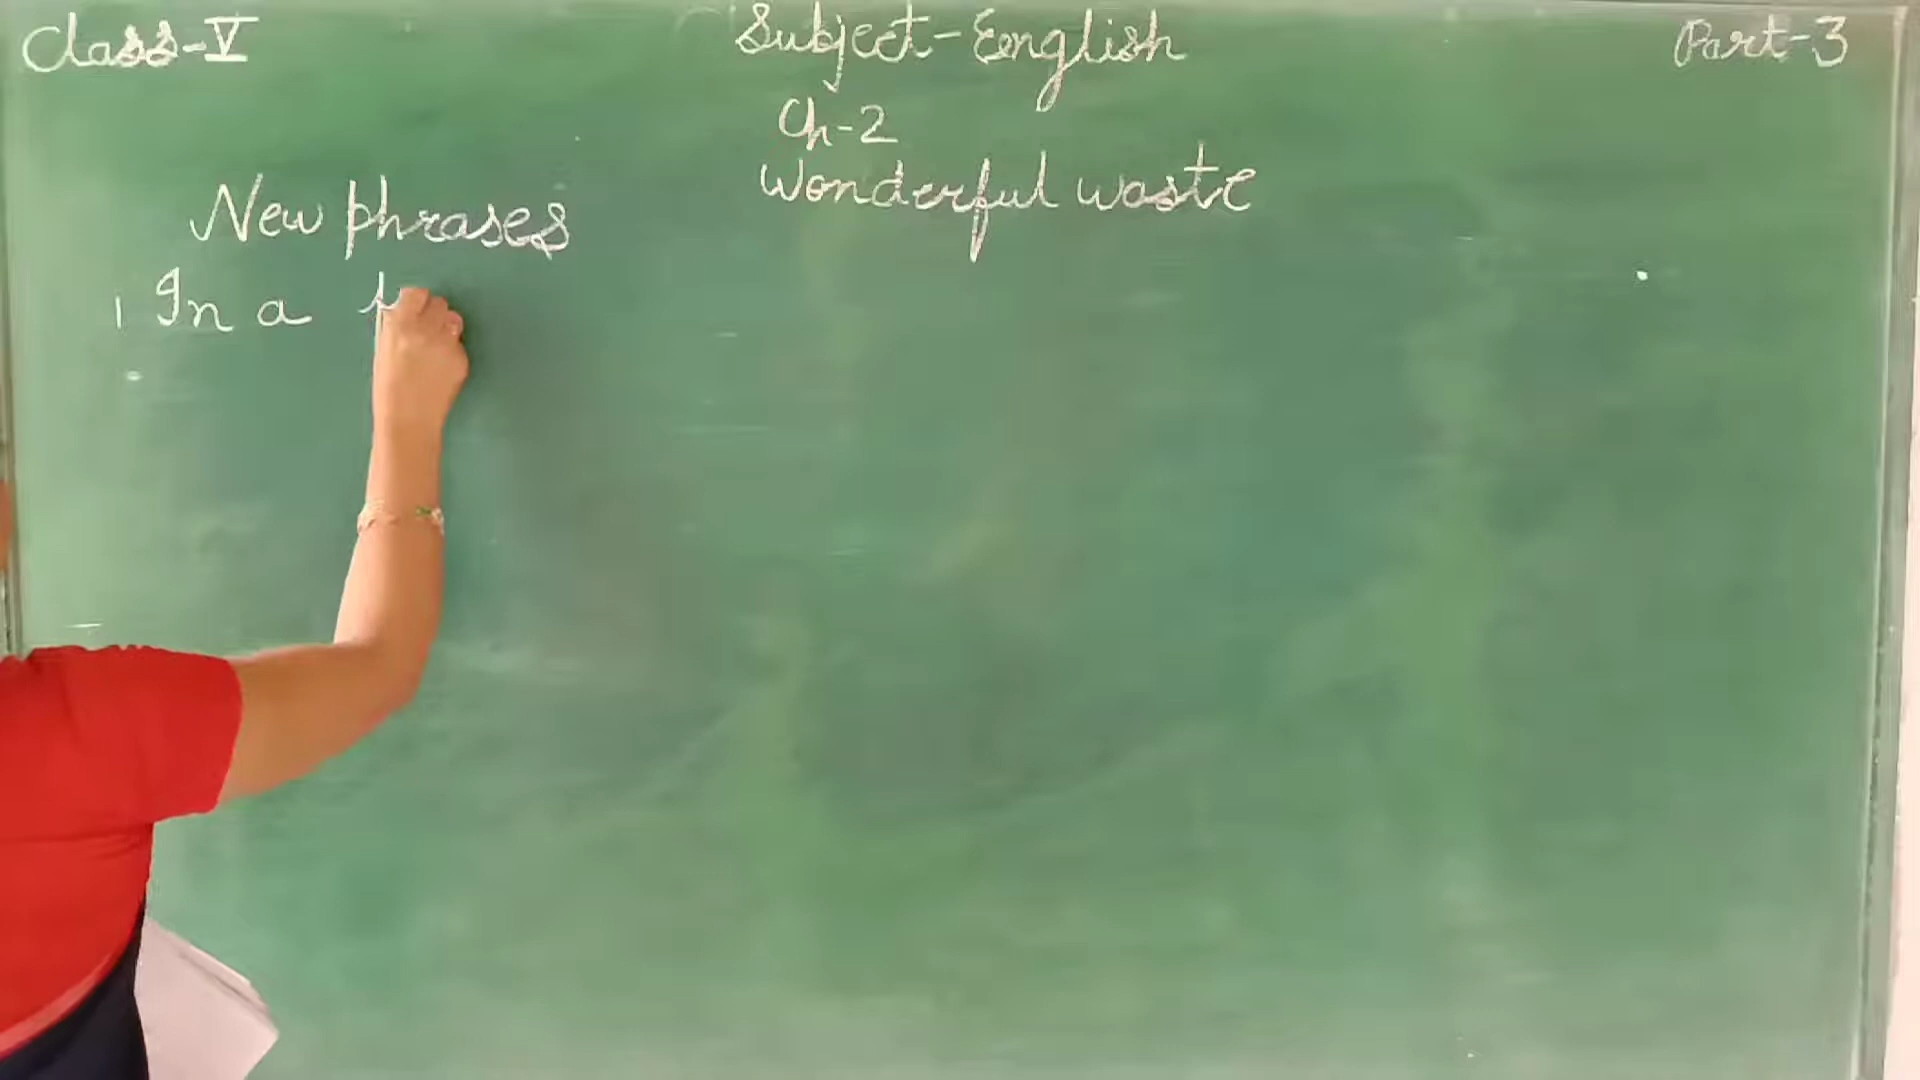 Class-V Subject-English Part-3
Ch-2
Wonderful waste
New phrases
1 In a